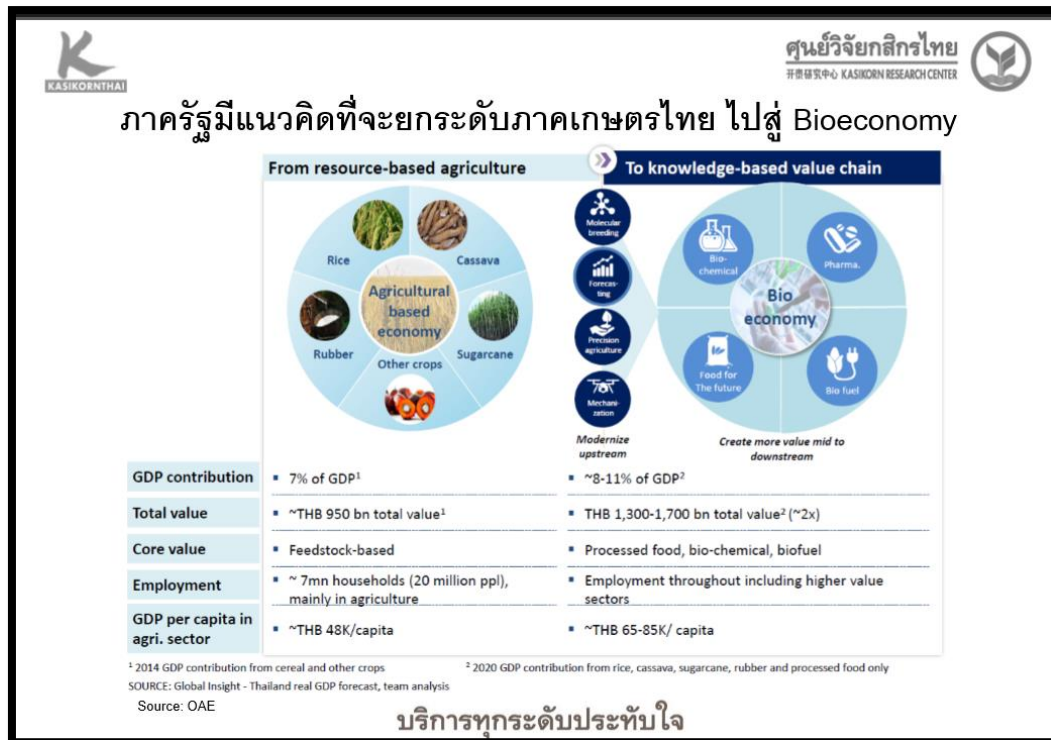 KASIKORNTHAI
ศูนย์วิจัยกสิกรไทย
开泰研究中心 KASIKORN RESEARCH CENTER
ภาครัฐมีแนวคิดที่จะยกระดับภาคเกษตรไทย ไปสู่ Bioeconomy
From resource-based agriculture
To knowledge-based value chain
Rice
Cassava
Rubber
Sugarcane
Other crops
Agricultural
based
economy
Molecular
breeding
Forecas-
ting
Precision
agriculture
Mechani-
zation
Modernize
upstream
Bio-
chemical
Pharma.
Bio
economy
Food for
The future
Bio fuel
Create more value mid to
downstream
GDP contribution
▪ 7% of GDP¹
▪ ~8-11% of GDP²
Total value
▪ ~THB 950 bn total value¹
▪ THB 1,300-1,700 bn total value² (~2x)
Core value
▪ Feedstock-based
▪ Processed food, bio-chemical, biofuel
Employment
▪ ~ 7mn households (20 million ppl),
mainly in agriculture
▪ Employment throughout including higher value
sectors
GDP per capita in
agri. sector
▪ ~THB 48K/capita
▪ ~THB 65-85K/ capita
¹ 2014 GDP contribution from cereal and other crops
² 2020 GDP contribution from rice, cassava, sugarcane, rubber and processed food only
SOURCE: Global Insight - Thailand real GDP forecast, team analysis
Source: OAE
บริการทุกระดับประทับใจ